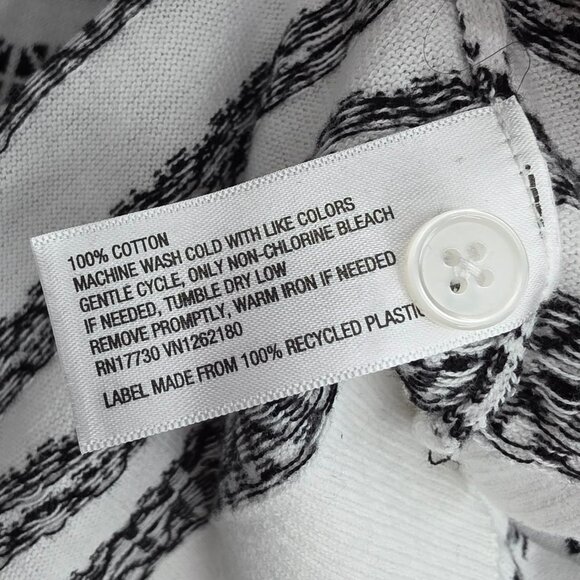 100% COTTON
MACHINE WASH COLD WITH LIKE COLORS
GENTLE CYCLE, ONLY NON-CHLORINE BLEACH
IF NEEDED, TUMBLE DRY LOW
REMOVE PROMPTLY, WARM IRON IF NEEDED
RN17730 VN1262180
LABEL MADE FROM 100% RECYCLED PLASTIC